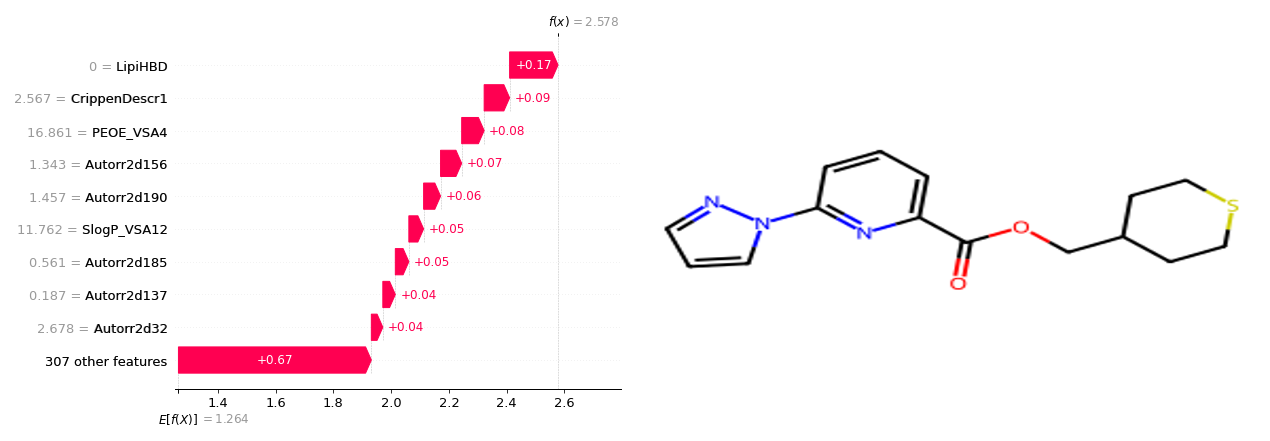 f(x) = 2.578
0 = LipiHBD
+0.17
2.567 = CrippenDescr1
+0.09
16.861 = PEOE_VSA4
+0.08
1.343 = Autorr2d156
+0.07
1.457 = Autorr2d190
+0.06
11.762 = SlogP_VSA12
+0.05
0.561 = Autorr2d185
+0.05
0.187 = Autorr2d137
+0.04
2.678 = Autorr2d32
+0.04
307 other features
+0.67
1.4 1.6 1.8 2.0 2.2 2.4 2.6
E[f(X)] = 1.264
N
N
N
O
O
S